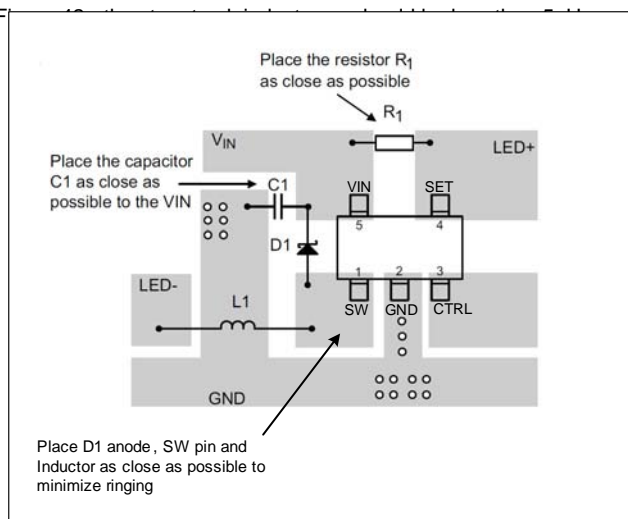 Place the resistor R1
as close as possible
R1
VIN
LED+
Place the capacitor
C1 as close as
possible to the VIN
C1
VIN
SET
5
4
D1
1
2
3
LED-
L1
SW
GND
CTRL
GND
Place D1 anode, SW pin and
Inductor as close as possible to
minimize ringing